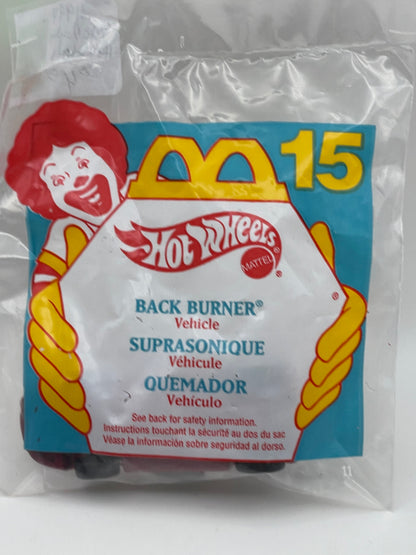 15
Hot Wheels®
MATTEL
®
BACK BURNER®
Vehicle
SUPRASONIQUE
Véhicule
QUEMADOR
Vehículo
See back for safety information.
Instructions touchant la sécurité au dos du sac
Véase la información sobre seguridad al dorso.